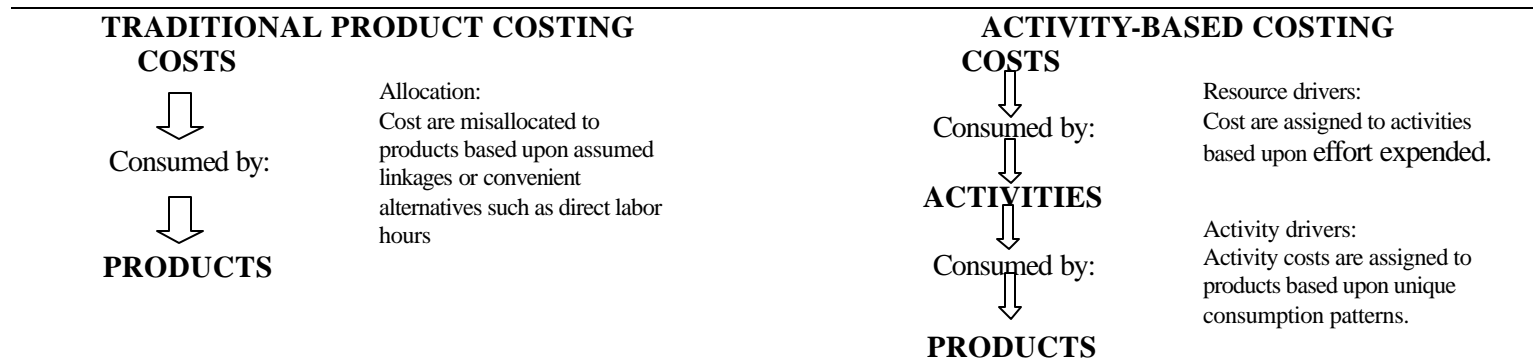 TRADITIONAL PRODUCT COSTING
COSTS
Consumed by:
PRODUCTS
Allocation:
Cost are misallocated to
products based upon assumed
linkages or convenient
alternatives such as direct labor
hours
ACTIVITY-BASED COSTING
COSTS
Consumed by:
ACTIVITIES
Consumed by:
PRODUCTS
Resource drivers:
Cost are assigned to activities
based upon effort expended.
Activity drivers:
Activity costs are assigned to
products based upon unique
consumption patterns.